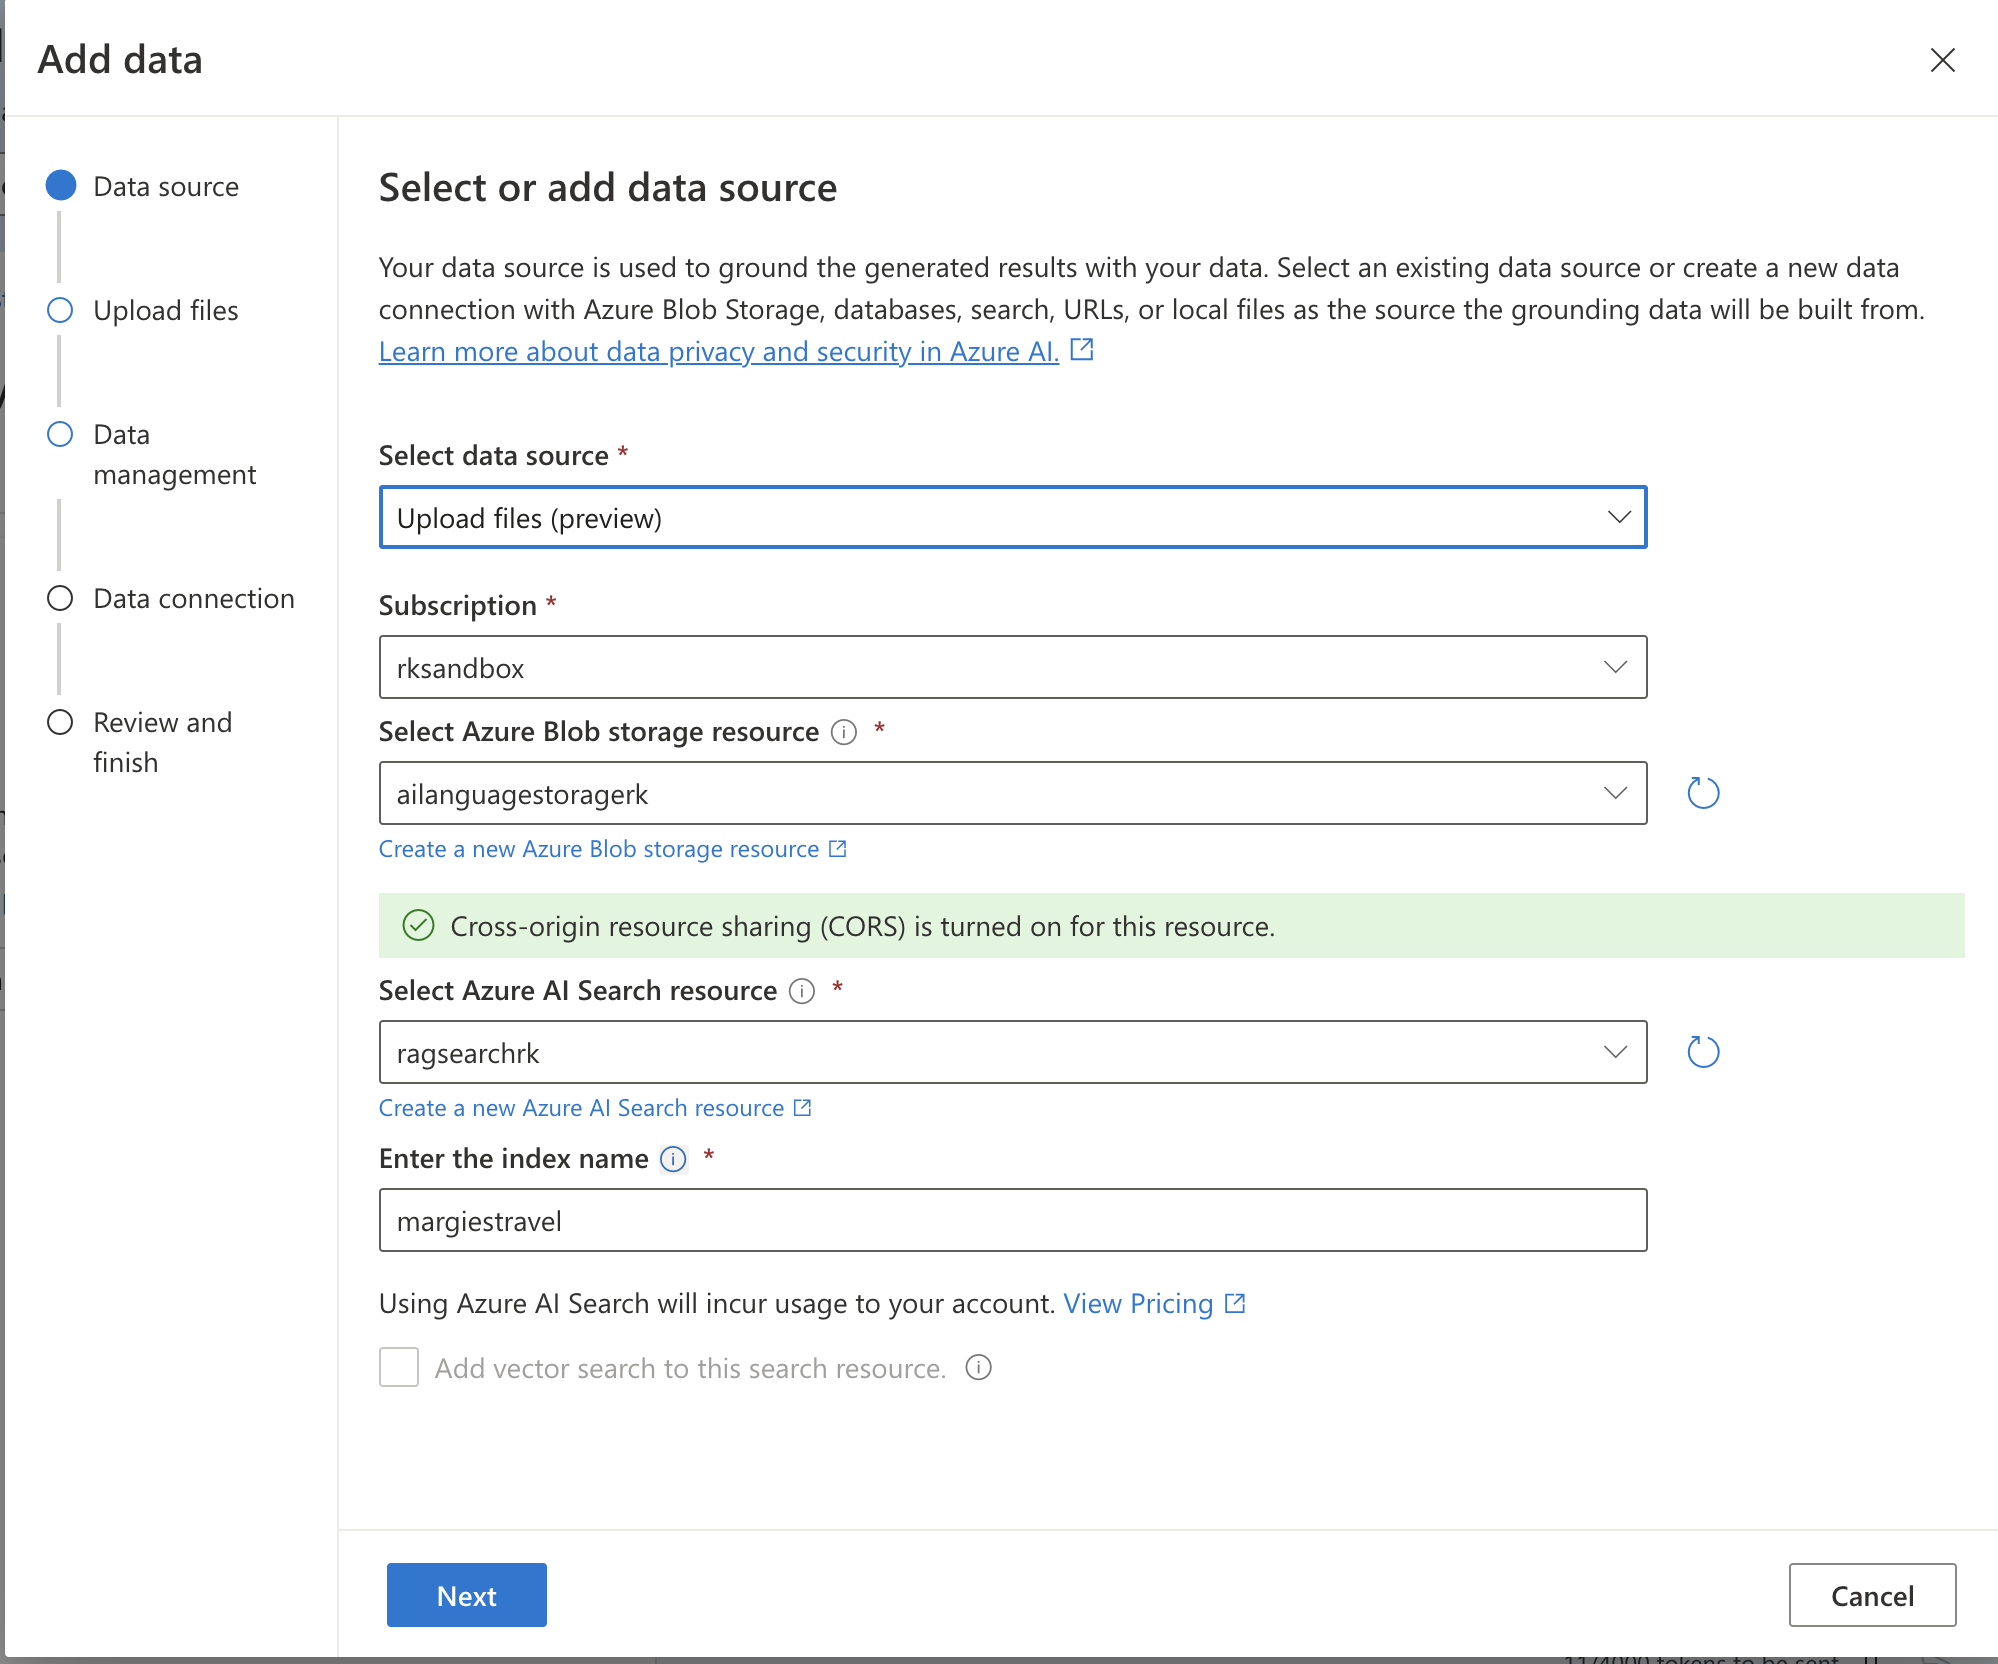 Add data
Data source
Upload files
Data
management
Data connection
Review and
finish
Select or add data source
Your data source is used to ground the generated results with your data. Select an existing data source or create a new data
connection with Azure Blob Storage, databases, search, URLs, or local files as the source the grounding data will be built from.
Learn more about data privacy and security in Azure AI.
Select data source *
Upload files (preview)
Subscription *
rksandbox
Select Azure Blob storage resource *
ailanguagestoragerk
Create a new Azure Blob storage resource
Cross-origin resource sharing (CORS) is turned on for this resource.
Select Azure AI Search resource *
ragsearchrk
Create a new Azure AI Search resource
Enter the index name *
margiestravel
Using Azure AI Search will incur usage to your account. View Pricing
Add vector search to this search resource.
Next
Cancel
11/4000 tokens to be sent